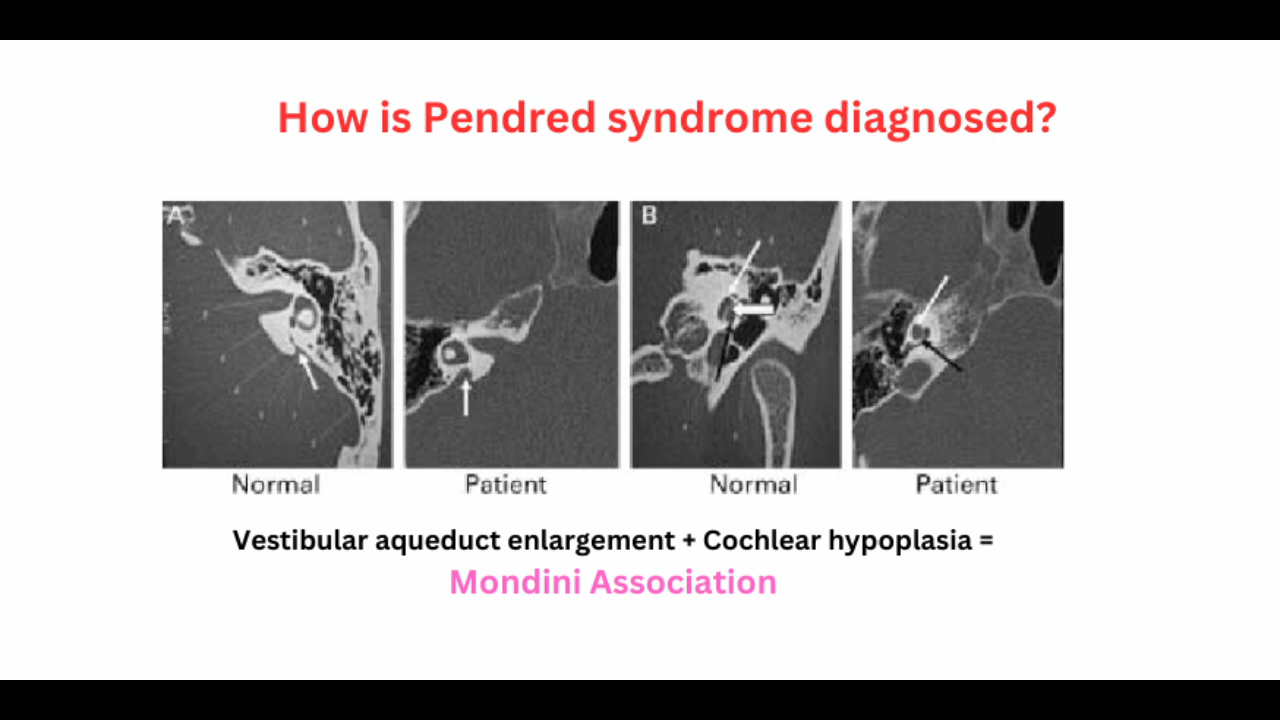 How is Pendred syndrome diagnosed?
A
B
Normal
Patient
Normal
Patient
Vestibular aqueduct enlargement + Cochlear hypoplasia =
Mondini Association